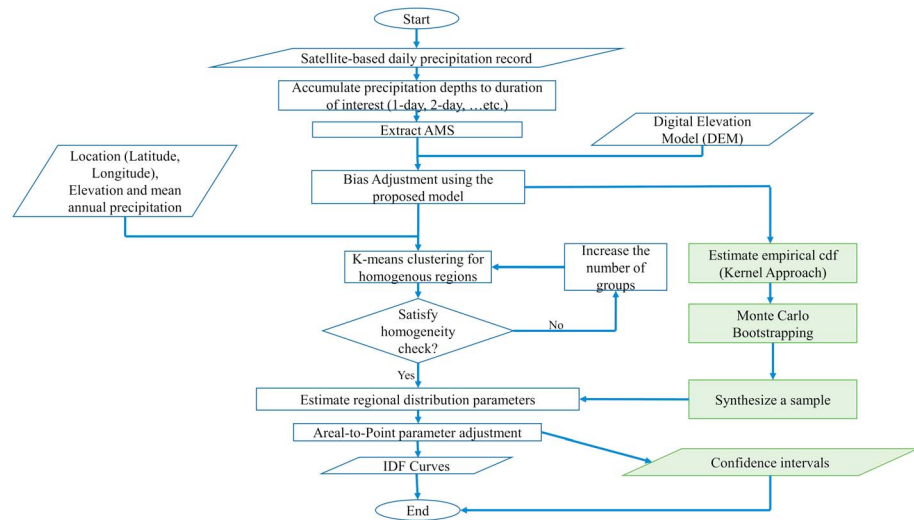 Start
Satellite-based daily precipitation record
Accumulate precipitation depths to duration
of interest (1-day, 2-day, …etc.)
Extract AMS
Digital Elevation
Model (DEM)
Location (Latitude,
Longitude),
Elevation and mean
annual precipitation
Bias Adjustment using the
proposed model
K-means clustering for
homogenous regions
Increase the
number of
groups
Estimate empirical cdf
(Kernel Approach)
Monte Carlo
Bootstrapping
Satisfy
homogeneity
check?
No
Yes
Estimate regional distribution parameters
Synthesize a sample
Areal-to-Point parameter adjustment
IDF Curves
Confidence intervals
End